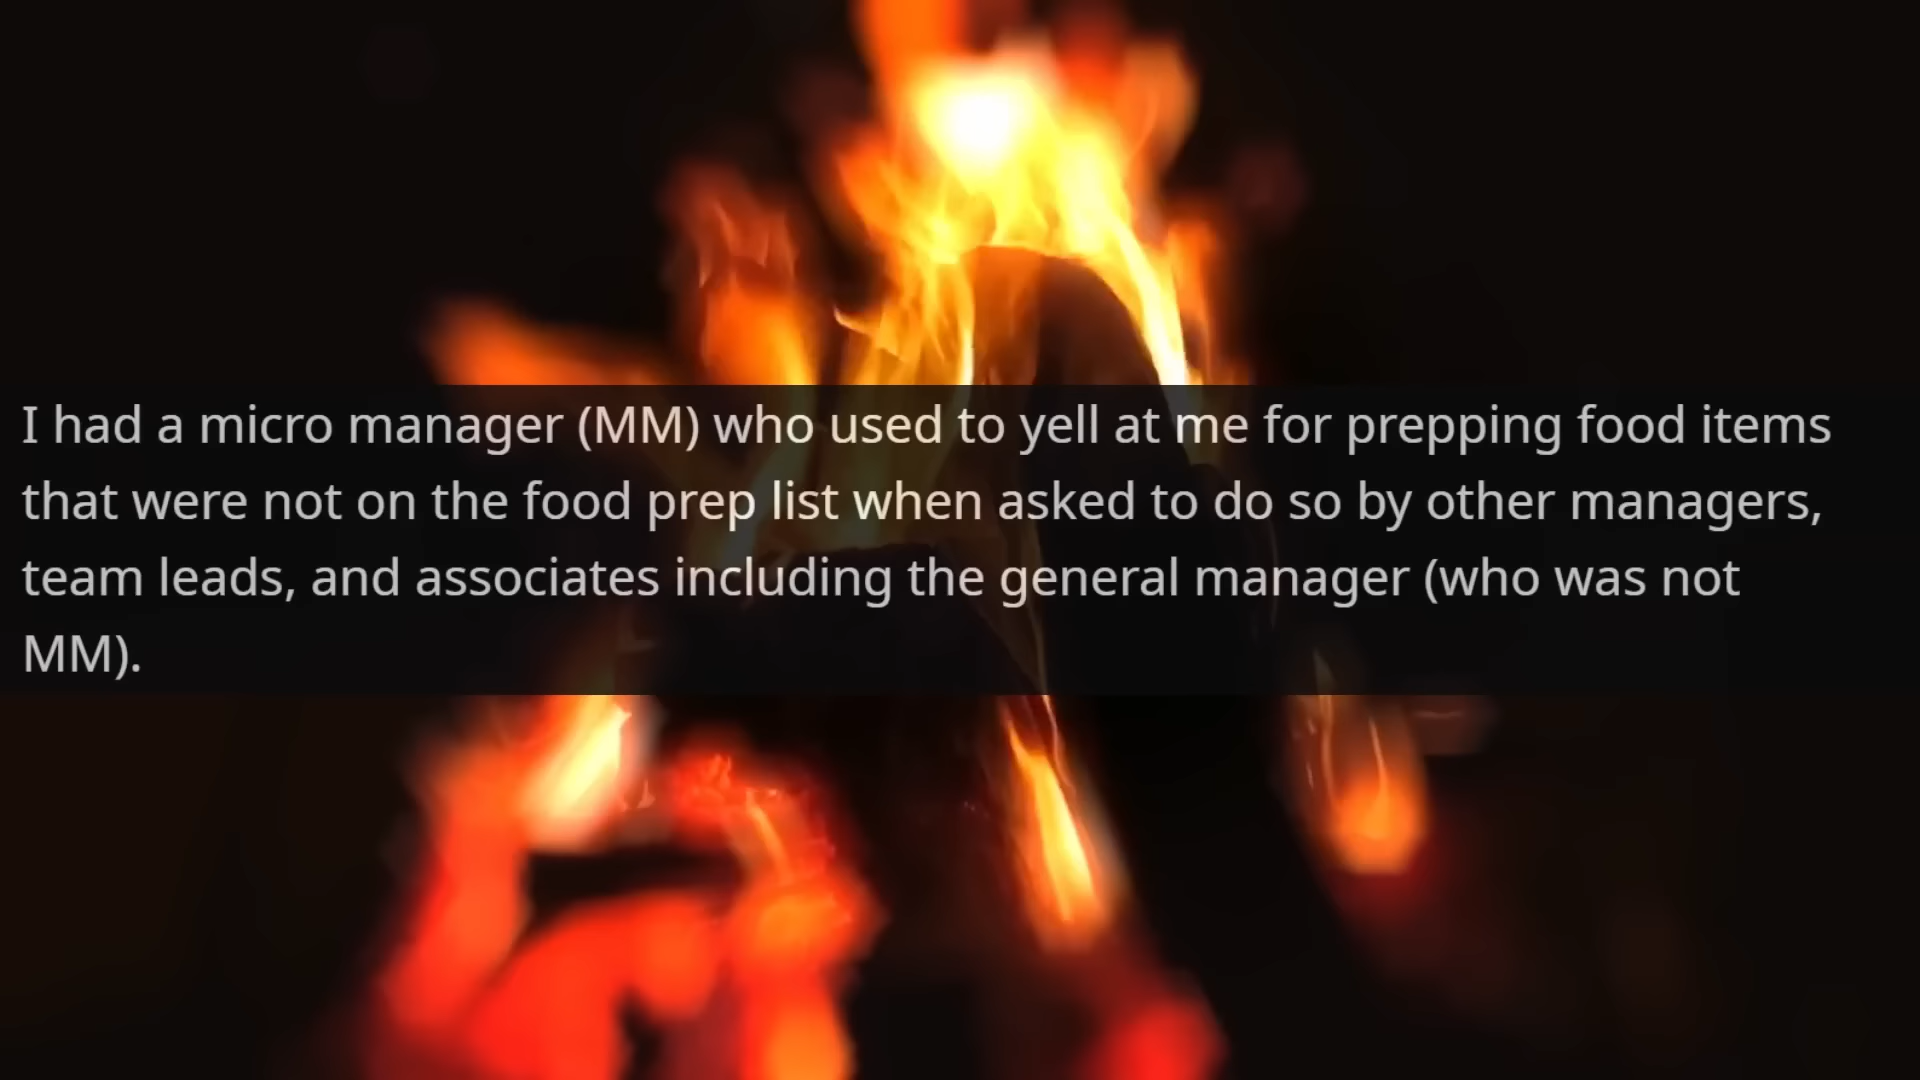 I had a micro manager (MM) who used to yell at me for prepping food items
that were not on the food prep list when asked to do so by other managers,
team leads, and associates including the general manager (who was not
MM).